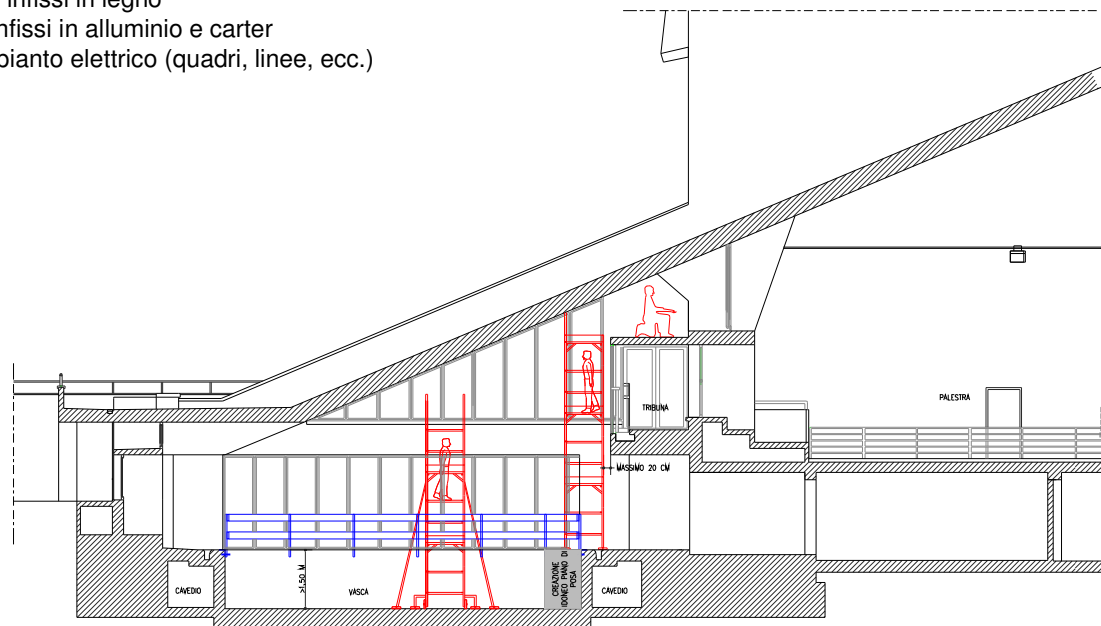 infissi in legno
nfissi in alluminio e carter
pianto elettrico (quadri, linee, ecc.)
PALESTRA
TRIBUNA
MASSIMO 20 CM
CREAZIONE
IDONEO PIANO DI
POSA
>1,50 M
VASCA
CAVEDIO
CAVEDIO